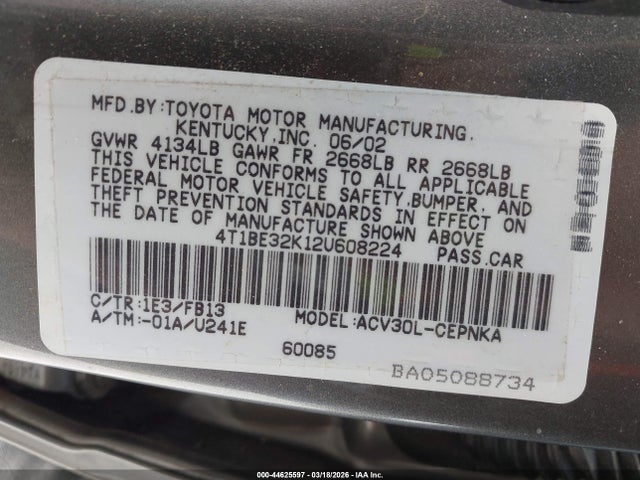 MFD.BY:TOYOTA MOTOR MANUFACTURING.
KENTUCKY,INC. 06/02
GVWR 4134LB GAWR FR 2668LB RR 2668LB
THIS VEHICLE CONFORMS TO ALL APPLICABLE
FEDERAL MOTOR VEHICLE SAFETY,BUMPER, AND
THEFT PREVENTION STANDARDS IN EFFECT ON
THE DATE OF MANUFACTURE SHOWN ABOVE
4T1BE32K12U608224 PASS.CAR
C/TR:1E3/FB13 MODEL:ACV30L-CEPNKA
A/TM:-01A/U241E
60085
BA05088734
000-44625597 - 03/18/2026 - IAA Inc.